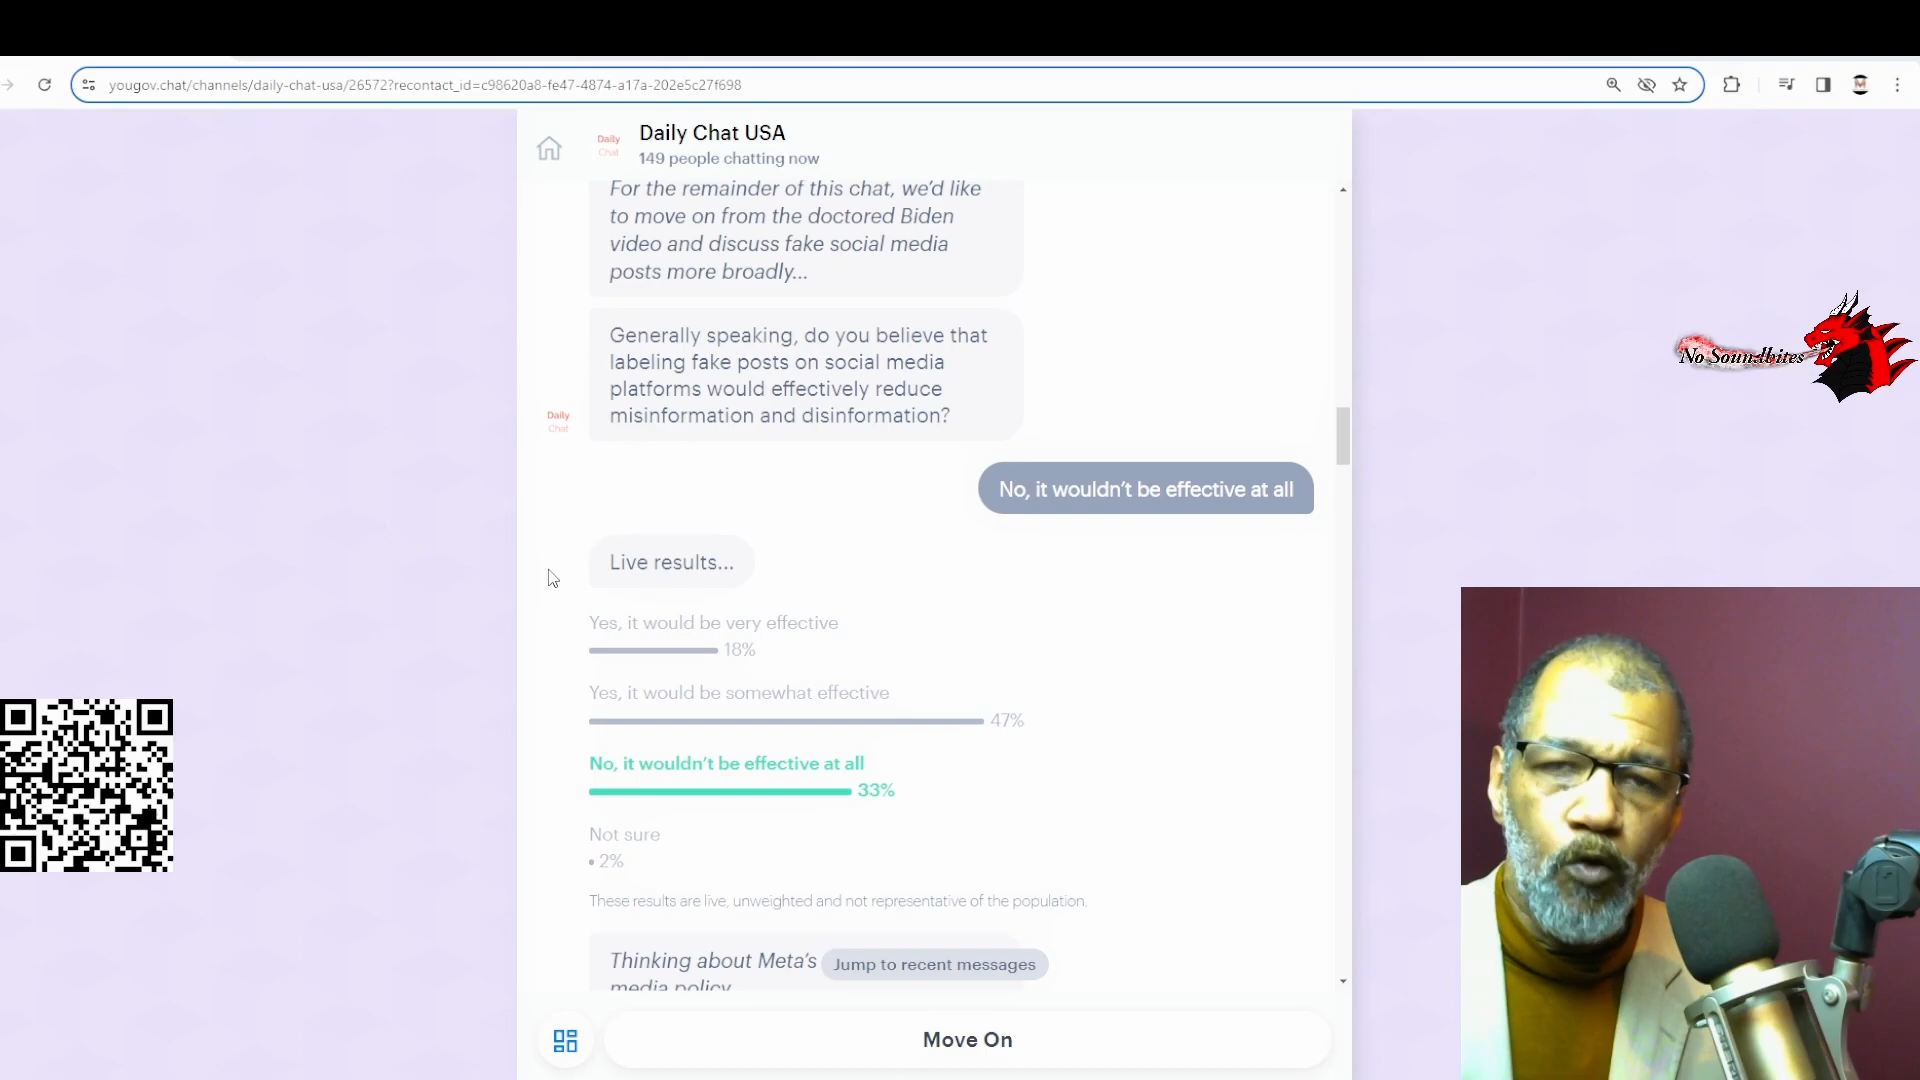 yougov.chat/channels/daily-chat-usa/26572?recontact_id=c98620a8-fe47-4874-a17a-202e5c27f698
Daily
Chat
Daily Chat USA
149 people chatting now
For the remainder of this chat, we'd like
to move on from the doctored Biden
video and discuss fake social media
posts more broadly...
Generally speaking, do you believe that
labeling fake posts on social media
platforms would effectively reduce
misinformation and disinformation?
Daily
Chat
No, it wouldn't be effective at all
Live results...
Yes, it would be very effective
18%
Yes, it would be somewhat effective
47%
No, it wouldn't be effective at all
33%
Not sure
2%
These results are live, unweighted and not representative of the population.
Thinking about Meta's
media policy
Jump to recent messages
Move On
No Soundbites